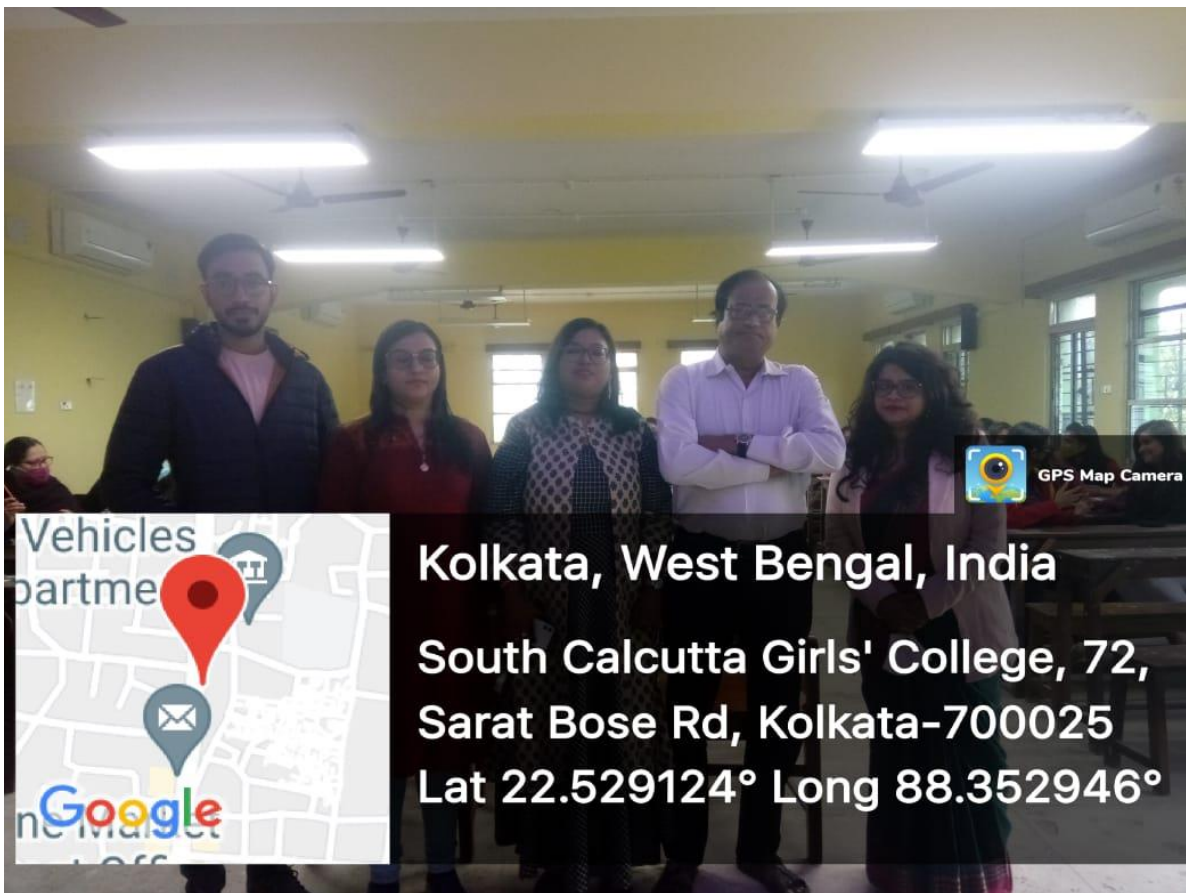 GPS Map Camera
Vehicles
partme
Google
Kolkata, West Bengal, India
South Calcutta Girls' College, 72,
Sarat Bose Rd, Kolkata-700025
Lat 22.529124° Long 88.352946°